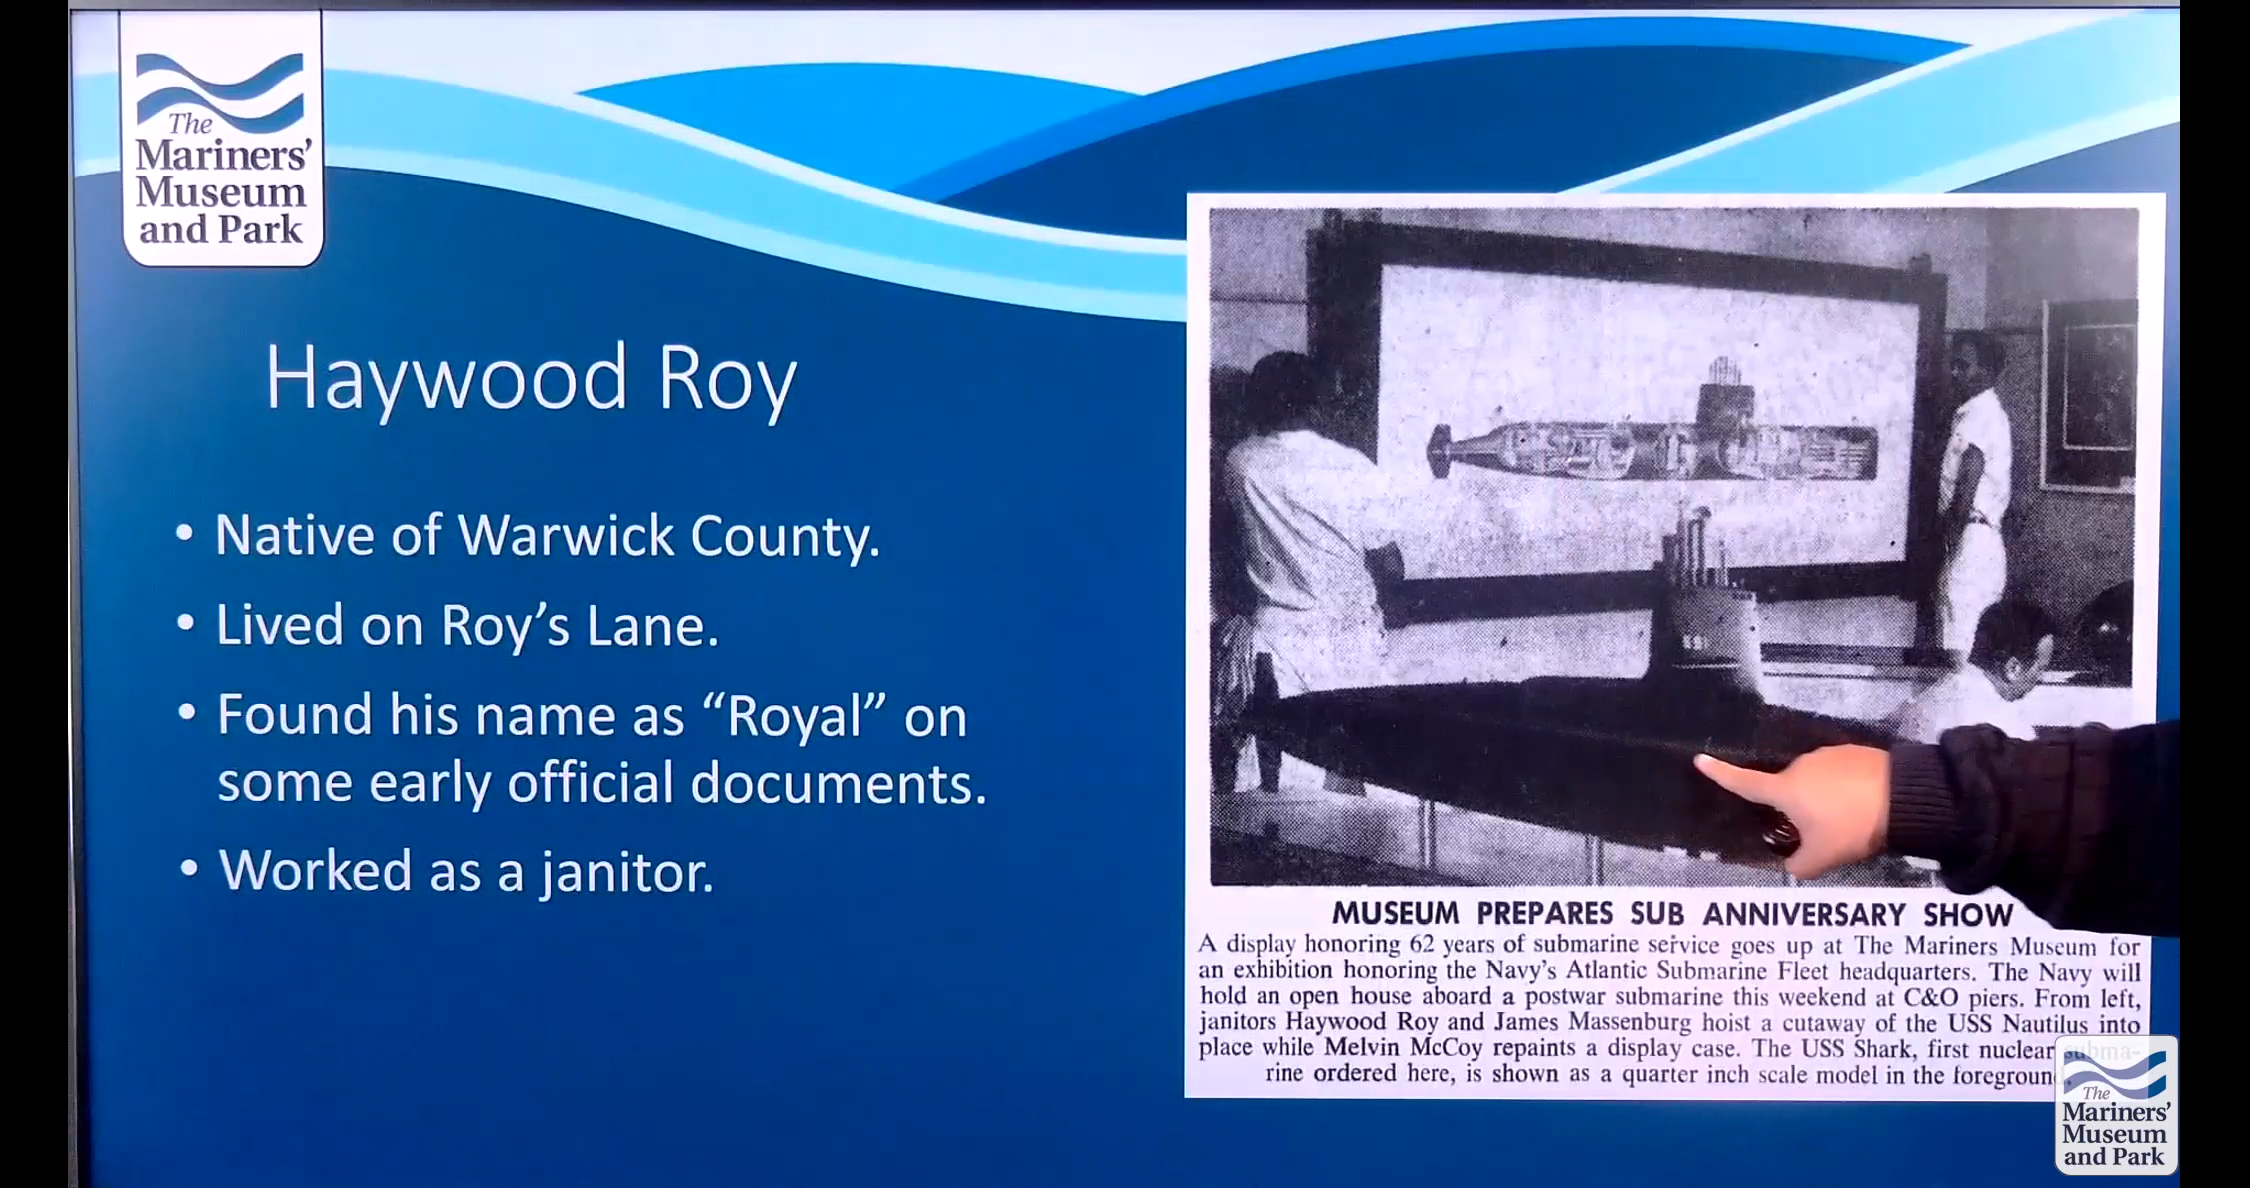 The
Mariners'
Museum
and Park
Haywood Roy
• Native of Warwick County.
• Lived on Roy's Lane.
• Found his name as “Royal” on
some early official documents.
• Worked as a janitor.
MUSEUM PREPARES SUB ANNIVERSARY SHOW
A display honoring 62 years of submarine service goes up at The Mariners Museum for
an exhibition honoring the Navy's Atlantic Submarine Fleet headquarters. The Navy will
hold an open house aboard a postwar submarine this weekend at C&O piers. From left,
janitors Haywood Roy and James Massenburg hoist a cutaway of the USS Nautilus into
place while Melvin McCoy repaints a display case. The USS Shark, first nuclear subma-
rine ordered here, is shown as a quarter inch scale model in the foreground.
The
Mariners'
Museum
and Park